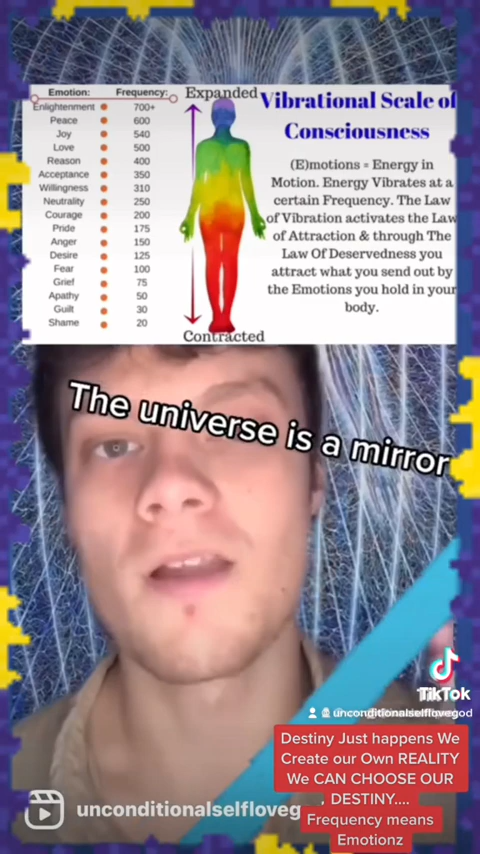 Emotion: Frequency:
Enlightenment 700+
Peace 600
Joy 540
Love 500
Reason 400
Acceptance 350
Willingness 310
Neutrality 250
Courage 200
Pride 175
Anger 150
Desire 125
Fear 100
Grief 75
Apathy 50
Guilt 30
Shame 20
Expanded
Contracted
Vibrational Scale of
Consciousness
(E)motions = Energy in
Motion. Energy Vibrates at a
certain Frequency. The Law
of Vibration activates the Law
of Attraction & through The
Law Of Deservedness you
attract what you send out by
the Emotions you hold in your
body.
The universe is a mirror
TikTok
Destiny Just happens We
Create our Own REALITY
We CAN CHOOSE OUR
DESTINY....
Frequency means
Emotionz
unconditionalselfloveg